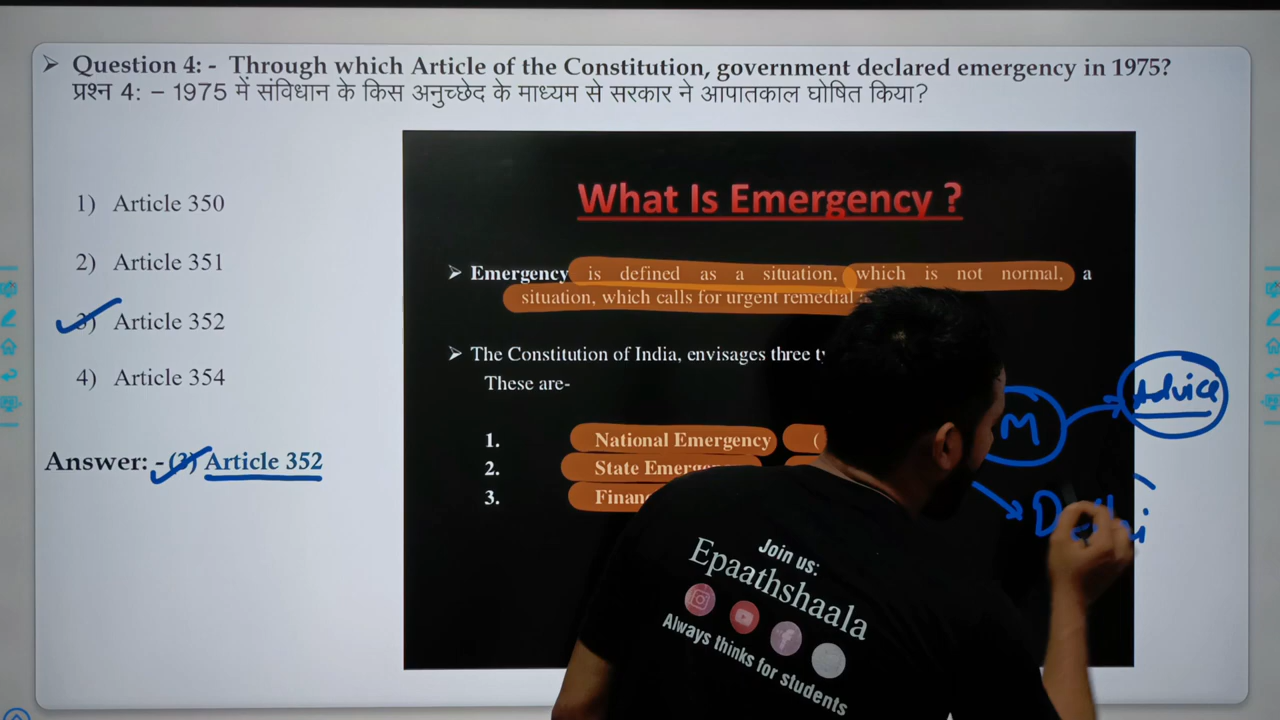 ➤ Question 4: - Through which Article of the Constitution, government declared emergency in 1975?
प्रश्न 4: – 1975 में संविधान के किस अनुच्छेद के माध्यम से सरकार ने आपातकाल घोषित किया?
1) Article 350
2) Article 351
3) Article 352
4) Article 354
Answer: - (3) Article 352
What Is Emergency ?
➤ Emergency is defined as a situation, which is not normal, a
situation, which calls for urgent remedial
➤ The Constitution of India, envisages three
These are-
1. National Emergency (
2. State
3.
M
Advice
Delhi
Join us:
Epaathshaala
Always thinks for students